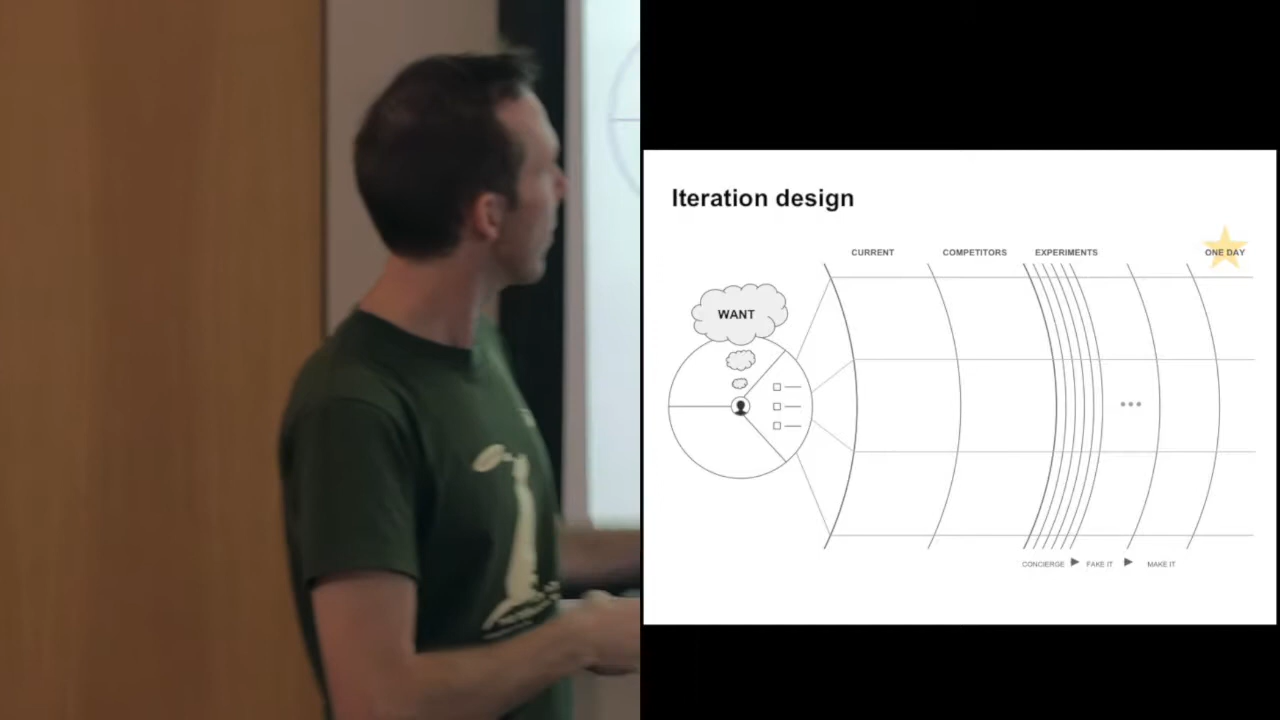 Iteration design
CURRENT
COMPETITORS
EXPERIMENTS
ONE DAY
WANT
CONCIERGE
FAKE IT
MAKE IT